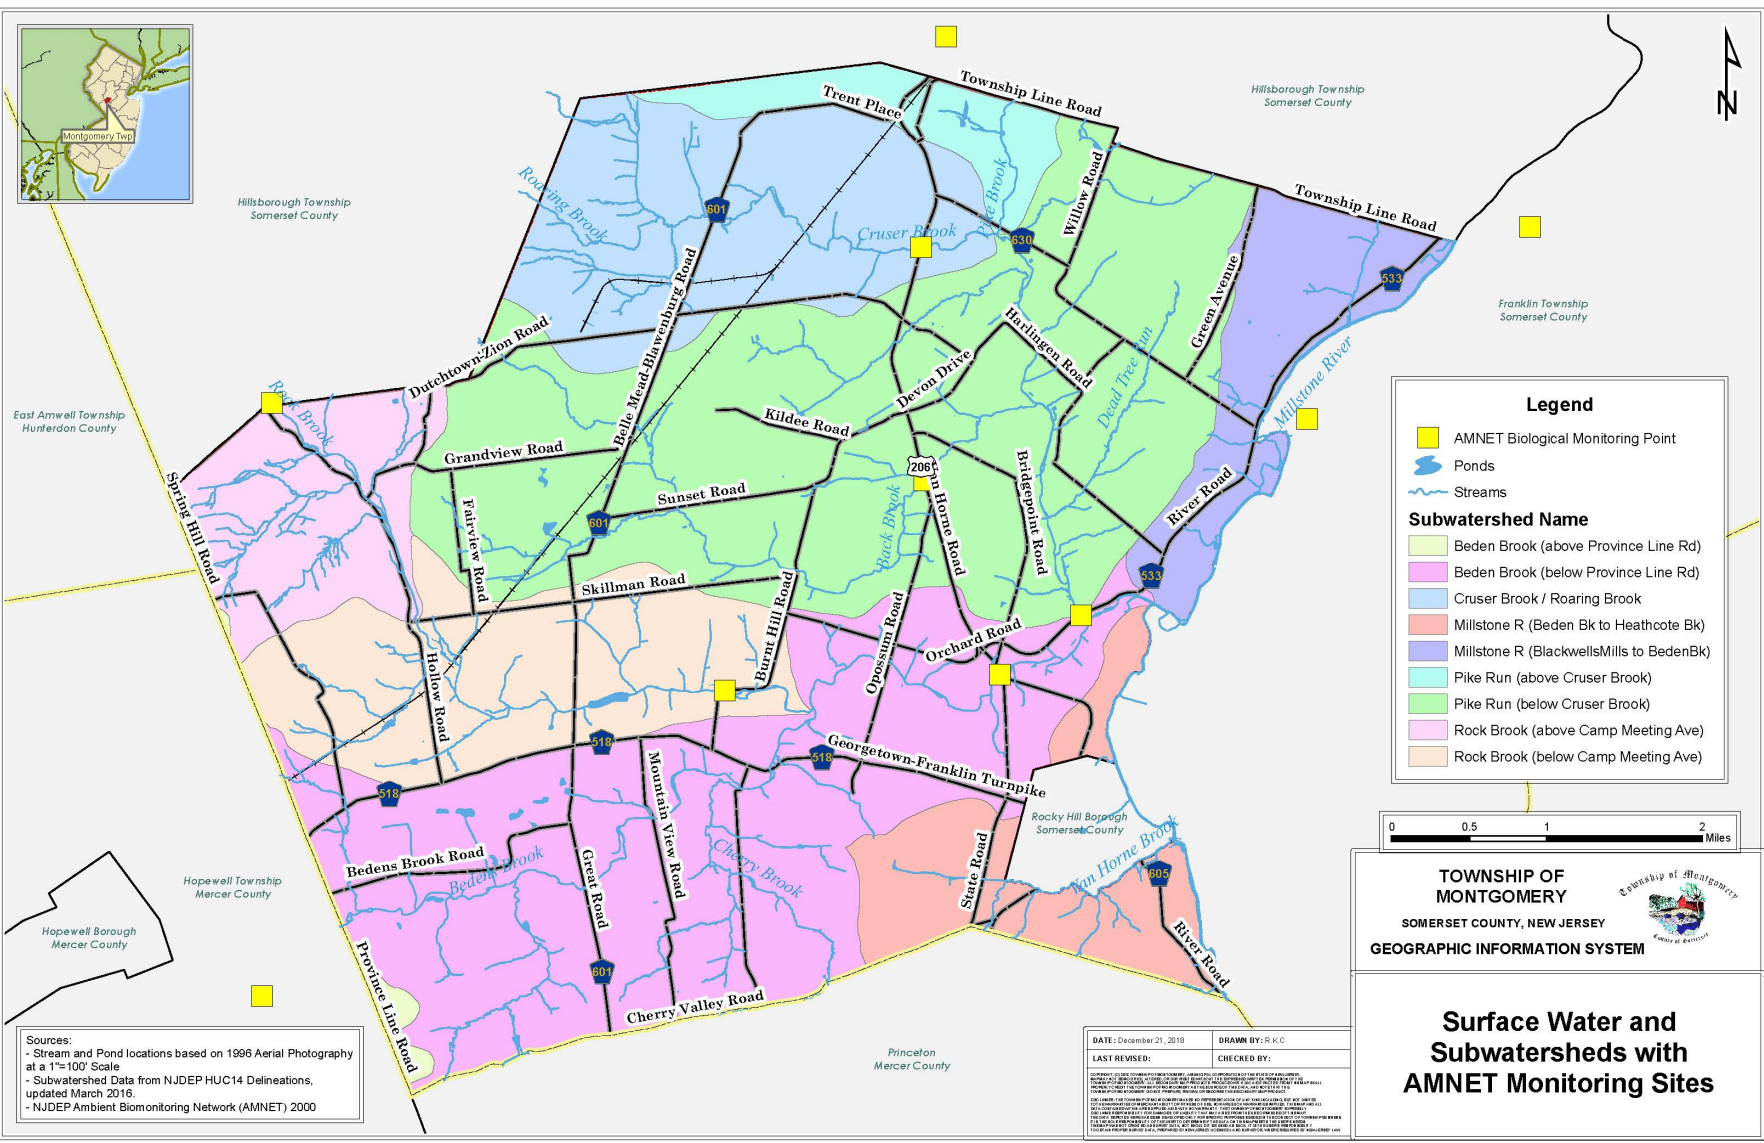 Montgomery Twp
Hillsborough Township
Somerset County
Hillsborough Township
Somerset County
Franklin Township
Somerset County
East Amwell Township
Hunterdon County
Hopewell Township
Mercer County
Hopewell Borough
Mercer County
Princeton
Mercer County
Rocky Hill Borough
Somerset County
N
Township Line Road
Township Line Road
Trent Place
Willow Road
Green Avenue
Belle Mead-Blawenburg Road
Dutchtown-Zion Road
Harlingen Road
Devon Drive
Kildee Road
Grandview Road
Sunset Road
Fairview Road
Spring Hill Road
Skillman Road
Van Horne Road
Bridgepoint Road
River Road
Burnt Hill Road
Opossum Road
Orchard Road
Hollow Road
Georgetown-Franklin Turnpike
Mountain View Road
Bedens Brook Road
Great Road
State Road
River Road
Province Line Road
Cherry Valley Road
Roaring Brook
Cruser Brook
Pike Brook
Rock Brook
Dead Tree Run
Millstone River
Back Brook
Bedens Brook
Cherry Brook
Van Horne Brook
601
630
533
206
601
533
518
518
518
605
601
Legend
AMNET Biological Monitoring Point
Ponds
Streams
Subwatershed Name
Beden Brook (above Province Line Rd)
Beden Brook (below Province Line Rd)
Cruser Brook / Roaring Brook
Millstone R (Beden Bk to Heathcote Bk)
Millstone R (BlackwellsMills to BedenBk)
Pike Run (above Cruser Brook)
Pike Run (below Cruser Brook)
Rock Brook (above Camp Meeting Ave)
Rock Brook (below Camp Meeting Ave)
0 0.5 1 2
Miles
TOWNSHIP OF
MONTGOMERY
SOMERSET COUNTY, NEW JERSEY
GEOGRAPHIC INFORMATION SYSTEM
Township of Montgomery
County of Somerset
Surface Water and
Subwatersheds with
AMNET Monitoring Sites
DATE: December 21, 2018
DRAWN BY: R.K.C
LAST REVISED:
CHECKED BY:
Sources:
- Stream and Pond locations based on 1996 Aerial Photography
at a 1"=100' Scale
- Subwatershed Data from NJDEP HUC14 Delineations,
updated March 2016.
- NJDEP Ambient Biomonitoring Network (AMNET) 2000